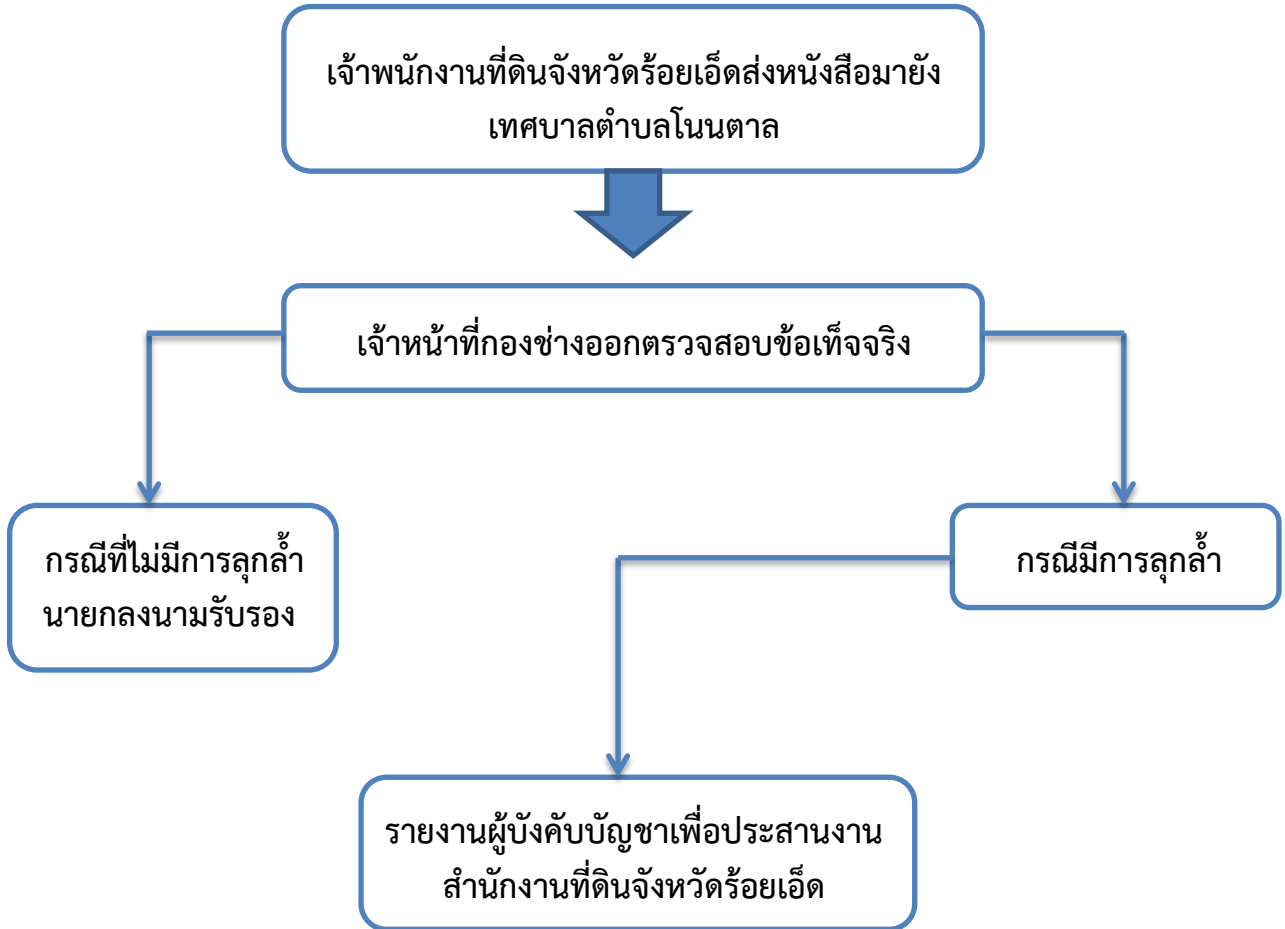 เจ้าพนักงานที่ดินจังหวัดร้อยเอ็ดส่งหนังสือมายัง
เทศบาลตำบลโนนตาล
เจ้าหน้าที่กองช่างออกตรวจสอบข้อเท็จจริง
กรณีที่ไม่มีการลุกล้ำ
นายกลงนามรับรอง
กรณีมีการลุกล้ำ
รายงานผู้บังคับบัญชาเพื่อประสานงาน
สำนักงานที่ดินจังหวัดร้อยเอ็ด